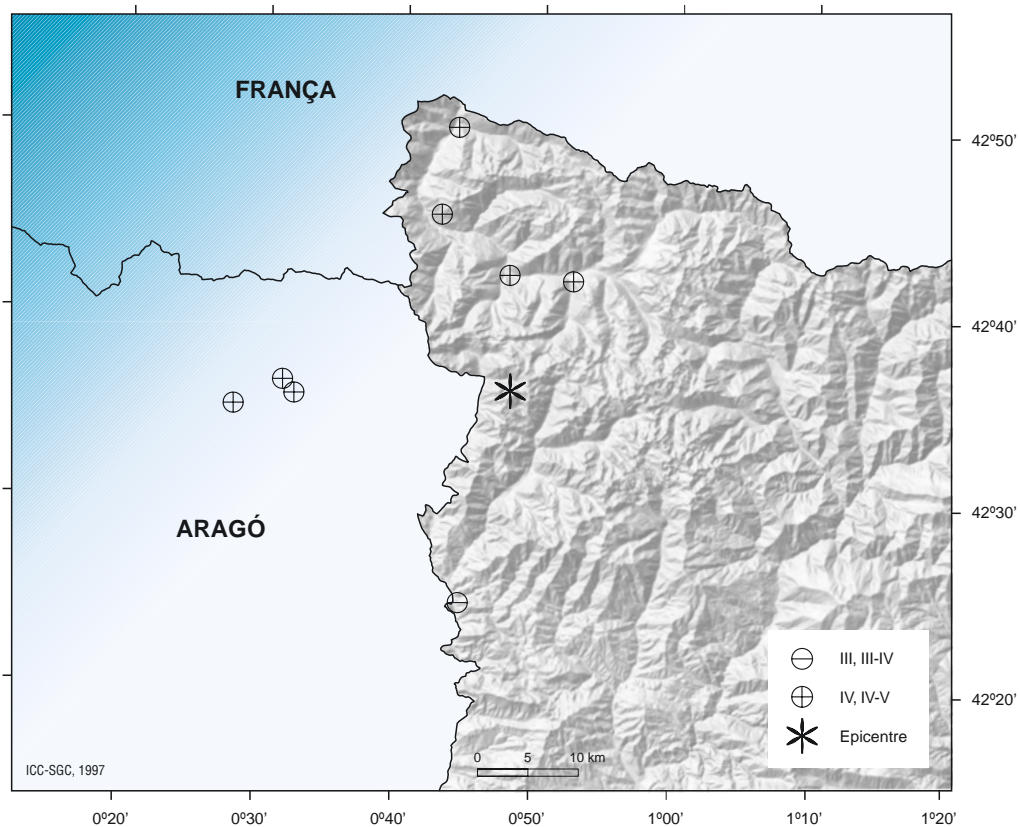 FRANÇA
42º50'
42º40'
ARAGÓ
42º30'
III, III-IV
IV, IV-V
42º20'
Epicentre
0 5 10 km
ICC-SGC, 1997
0º20' 0º30' 0º40' 0º50' 1º00' 1º10' 1º20'